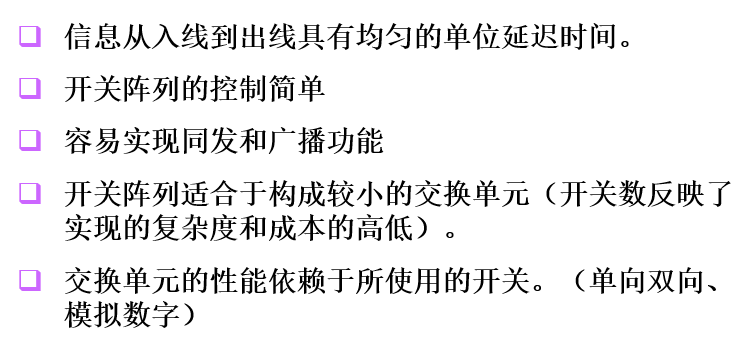 信息从入线到出线具有均匀的单位延迟时间。
开关阵列的控制简单
容易实现同发和广播功能
开关阵列适合于构成较小的交换单元（开关数反映了
实现的复杂度和成本的高低）。
交换单元的性能依赖于所使用的开关。（单向双向、
模拟数字）